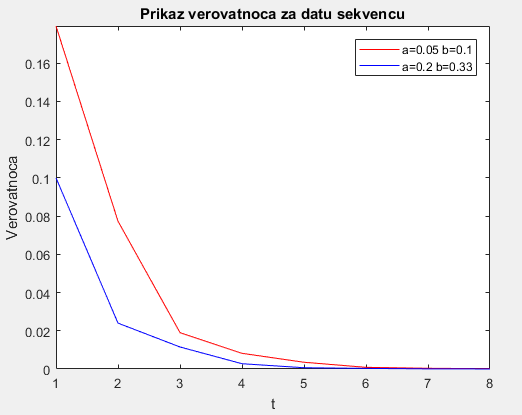 Prikaz verovatnoca za datu sekvencu
a=0.05 b=0.1
a=0.2 b=0.33
Verovatnoca
0.16
0.14
0.12
0.1
0.08
0.06
0.04
0.02
0
1 2 3 4 5 6 7 8
t